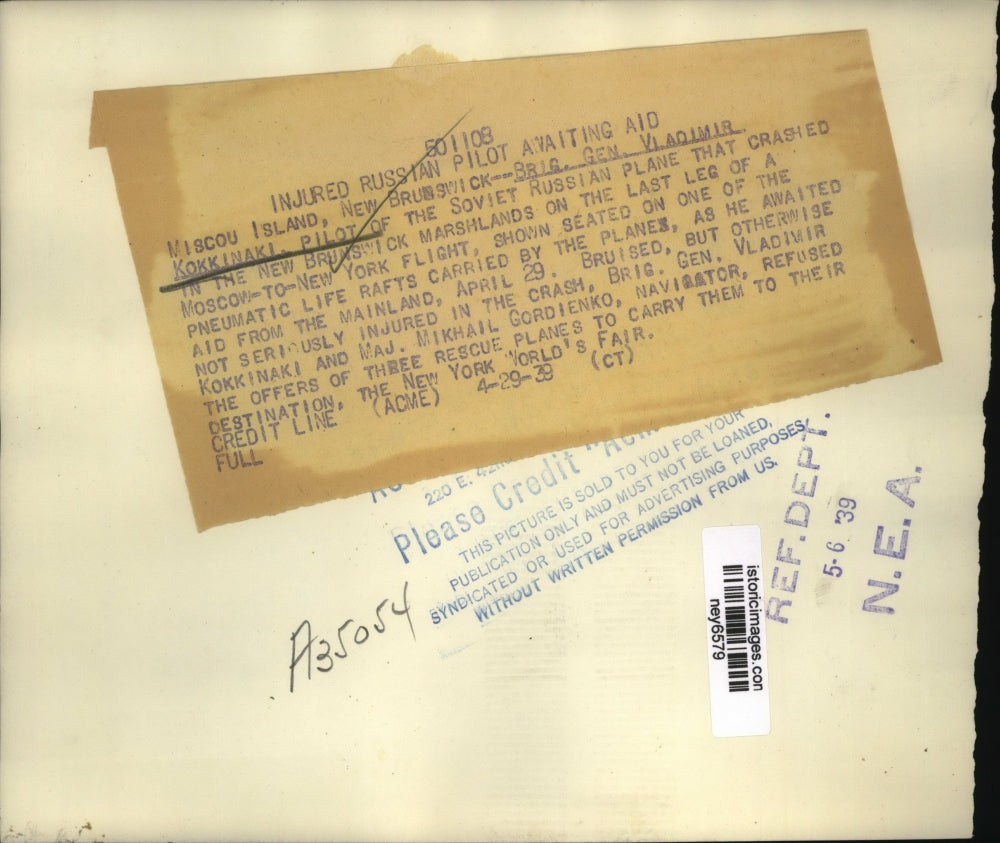 501108
INJURED RUSSIAN PILOT AWAITING AID
MISCOU ISLAND, NEW BRUNSWICK--BRIG. GEN. VLADIMIR
KOKKINAKI, PILOT OF THE SOVIET RUSSIAN PLANE THAT CRASHED
IN THE NEW BRUNSWICK MARSHLANDS ON THE LAST LEG OF A
MOSCOW-TO-NEW YORK FLIGHT, SHOWN SEATED ON ONE OF THE
PNEUMATIC LIFE RAFTS CARRIED BY THE PLANE, AS HE AWAITED
AID FROM THE MAINLAND, APRIL 29. BRUISED, BUT OTHERWISE
NOT SERIOUSLY INJURED IN THE CRASH, BRIG. GEN. VLADIMIR
KOKKINAKI AND MAJ. MIKHAIL GORDIENKO, NAVIGATOR, REFUSED
THE OFFERS OF THREE RESCUE PLANES TO CARRY THEM TO THEIR
DESTINATION, THE NEW YORK WORLD'S FAIR.
CREDIT LINE (ACME) 4-29-39 (CT)
FULL
220 E. 42
Please Credit "ACM
THIS PICTURE IS SOLD TO YOU FOR YOUR
PUBLICATION ONLY AND MUST NOT BE LOANED,
SYNDICATED OR USED FOR ADVERTISING PURPOSES
WITHOUT WRITTEN PERMISSION FROM US.
REF. DEPT.
5-6 '39
N.E.A.
A35054
istoricimages.con
ney6579